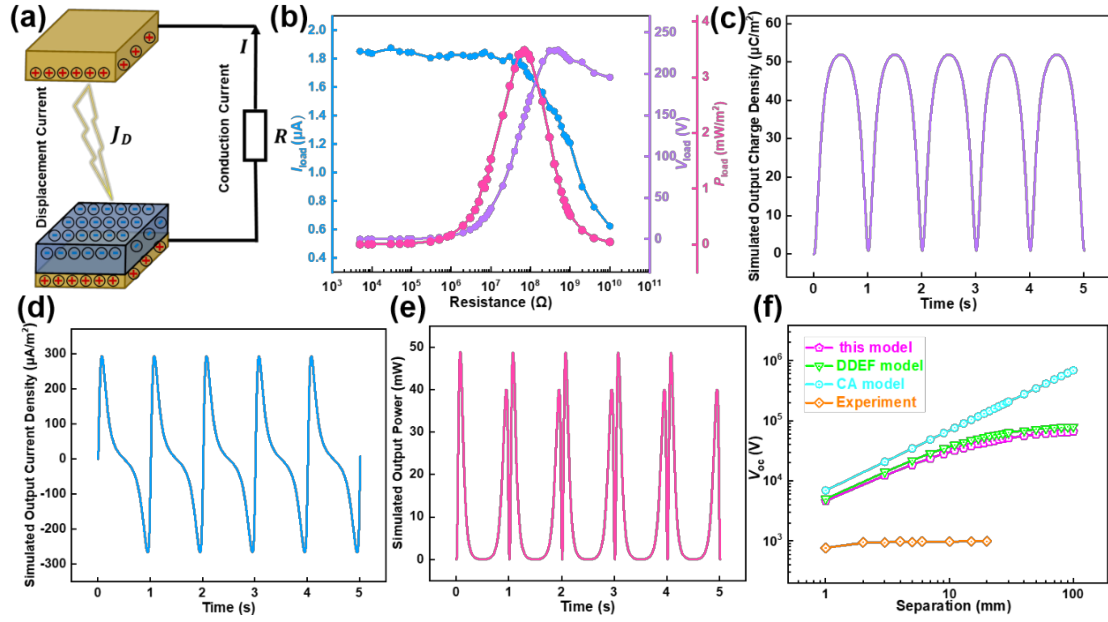 (a)
Displacement Current
J_D
I
Conduction Current
R
(b)
2.0
1.8
1.6
1.4
1.2
1.0
0.8
0.6
0.4
I_load (μA)
10³ 10⁴ 10⁵ 10⁶ 10⁷ 10⁸ 10⁹ 10¹⁰ 10¹¹
Resistance (Ω)
250
200
150
100
50
0
V_load (V)
4
3
2
1
0
P_load (mW/m²)
(c)
60
50
40
30
20
10
0
Simulated Output Charge Density (μC/m²)
0 1 2 3 4 5
Time (s)
(d)
300
200
100
0
-100
-200
-300
Simulated Output Current Density (μA/m²)
0 1 2 3 4 5
Time (s)
(e)
50
40
30
20
10
0
Simulated Output Power (mW)
0 1 2 3 4 5
Time (s)
(f)
this model
DDEF model
CA model
Experiment
10⁶
10⁵
10⁴
10³
V_oc (V)
1 10 100
Separation (mm)